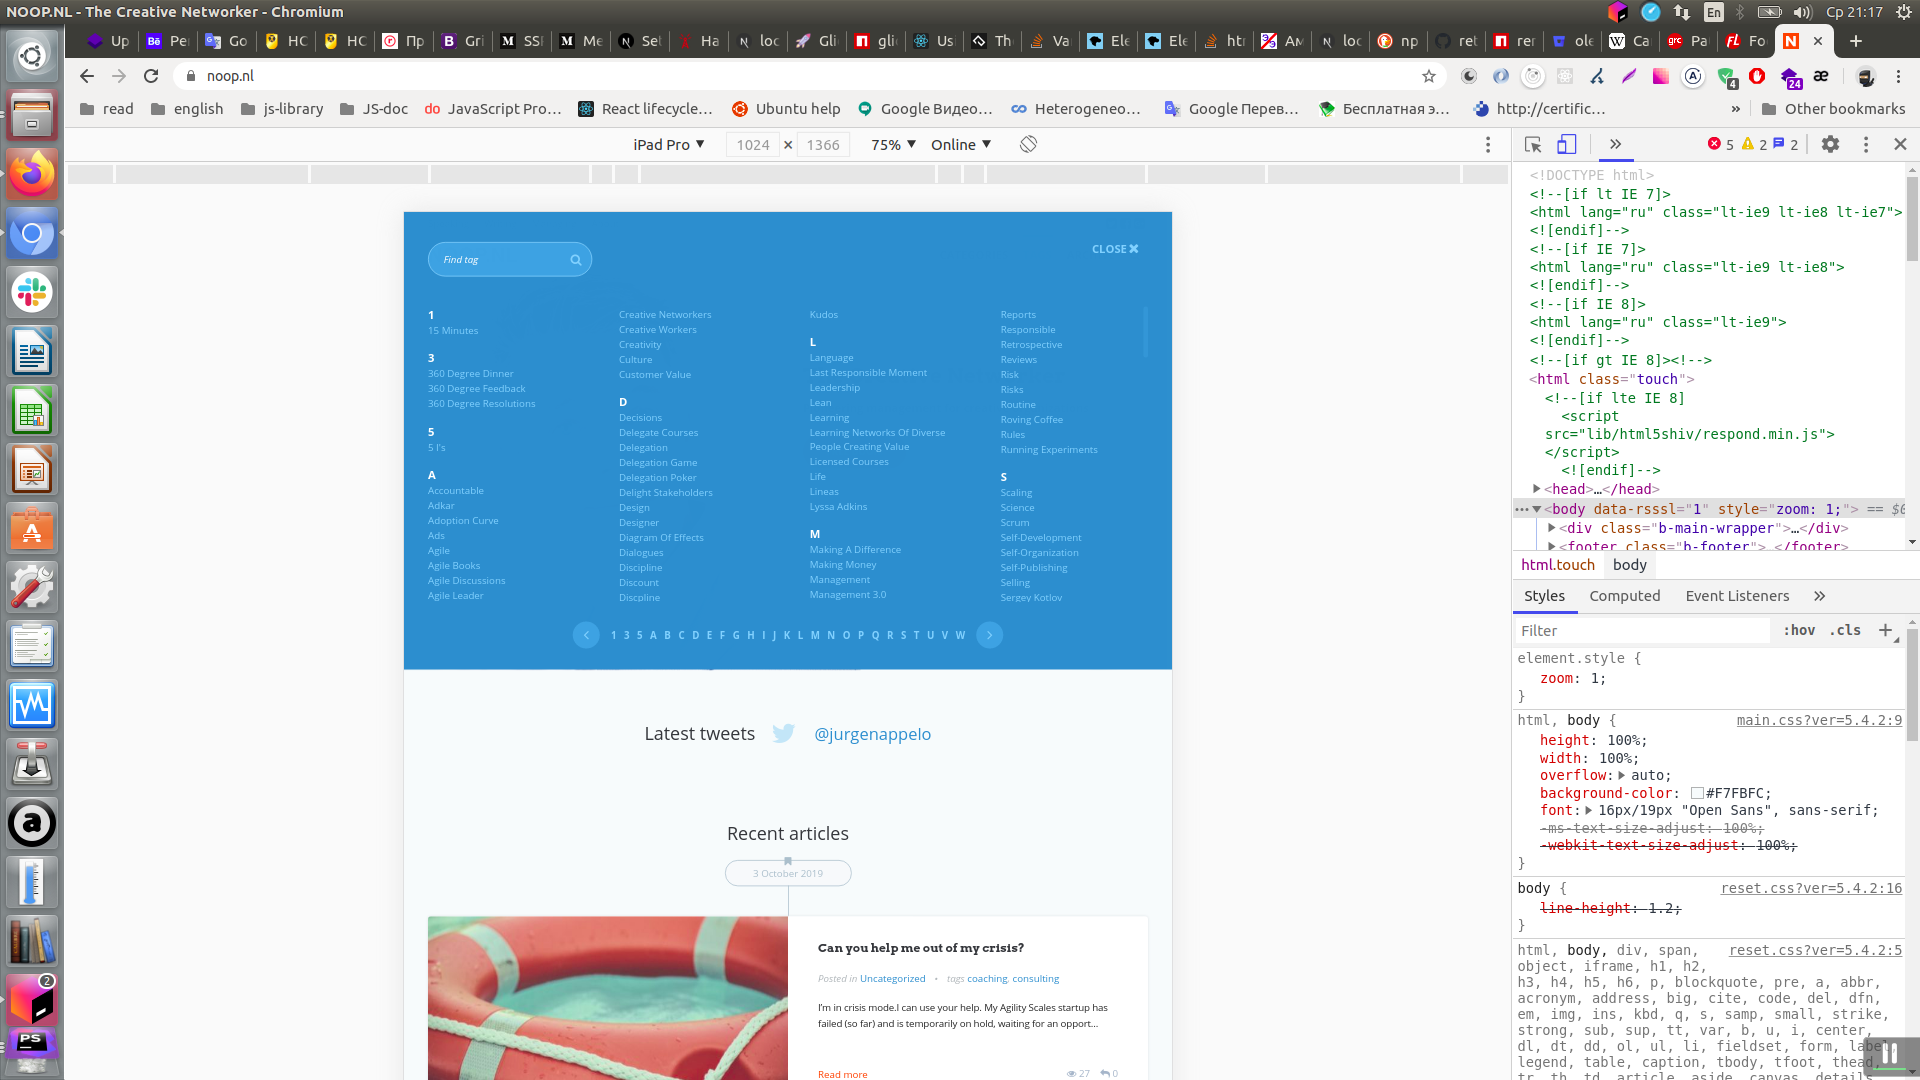 NOOP.NL - The Creative Networker - Chromium
En
Ср 21:17
Up
Be Pe
Go
HC
HC
Пр
Gri
SSI
Me
Set
Ha
loc
Gli
gli
Us
Th
Va
Ele
Ele
htr
Ам
loc
np
ret
rer
ole
Ca
grc Pa
Fo
noop.nl
4
24
read
english
js-library
JS-doc
do JavaScript Pro...
React lifecycle...
Ubuntu help
Google Видео...
Heterogeneo...
Google Перев...
Бесплатная э...
http://certific...
Other bookmarks
iPad Pro
1024 × 1366
75%
Online
5 2 2
Find tag
CLOSE
1
15 Minutes
3
360 Degree Dinner
360 Degree Feedback
360 Degree Resolutions
5
5 I's
A
Accountable
Adkar
Adoption Curve
Ads
Agile
Agile Books
Agile Discussions
Agile Leader
Creative Networkers
Creative Workers
Creativity
Culture
Customer Value
D
Decisions
Delegate Courses
Delegation
Delegation Game
Delegation Poker
Delight Stakeholders
Design
Designer
Diagram Of Effects
Dialogues
Discipline
Discount
Discpline
Kudos
L
Language
Last Responsible Moment
Leadership
Lean
Learning
Learning Networks Of Diverse
People Creating Value
Licensed Courses
Life
Lineas
Lyssa Adkins
M
Making A Difference
Making Money
Management
Management 3.0
Reports
Responsible
Retrospective
Reviews
Risk
Risks
Routine
Roving Coffee
Rules
Running Experiments
S
Scaling
Science
Scrum
Self-Development
Self-Organization
Self-Publishing
Selling
Sergey Kotlov
1 3 5 A B C D E F G H I J K L M N O P Q R S T U V W
Latest tweets @jurgenappelo
Recent articles
3 October 2019
Can you help me out of my crisis?
Posted in Uncategorized • tags coaching, consulting
I'm in crisis mode.I can use your help. My Agility Scales startup has
failed (so far) and is temporarily on hold, waiting for an opport...
Read more
27 0
<!DOCTYPE html>
<!--[if lt IE 7]>
<html lang="ru" class="lt-ie9 lt-ie8 lt-ie7">
<![endif]-->
<!--[if IE 7]>
<html lang="ru" class="lt-ie9 lt-ie8">
<![endif]-->
<!--[if IE 8]>
<html lang="ru" class="lt-ie9">
<![endif]-->
<!--[if gt IE 8]><!-->
<html class="touch">
<!--[if lte IE 8]
<script
src="lib/html5shiv/respond.min.js">
</script>
<![endif]-->
<head>…</head>
<body data-rsssl="1" style="zoom: 1;"> == $0
<div class="b-main-wrapper">…</div>
<footer class="b-footer">…</footer>
html.touch body
Styles Computed Event Listeners
Filter :hov .cls +
element.style {
zoom: 1;
}
html, body { main.css?ver=5.4.2:9
height: 100%;
width: 100%;
overflow: auto;
background-color: #F7FBFC;
font: 16px/19px "Open Sans", sans-serif;
-ms-text-size-adjust: 100%;
-webkit-text-size-adjust: 100%;
}
body { reset.css?ver=5.4.2:16
line-height: 1.2;
}
html, body, div, span, reset.css?ver=5.4.2:5
object, iframe, h1, h2,
h3, h4, h5, h6, p, blockquote, pre, a, abbr,
acronym, address, big, cite, code, del, dfn,
em, img, ins, kbd, q, s, samp, small, strike,
strong, sub, sup, tt, var, b, u, i, center,
dl, dt, dd, ol, ul, li, fieldset, form, label,
legend, table, caption, tbody, tfoot, thead,
tr, th, td, article, aside, canvas, details,
2
PS